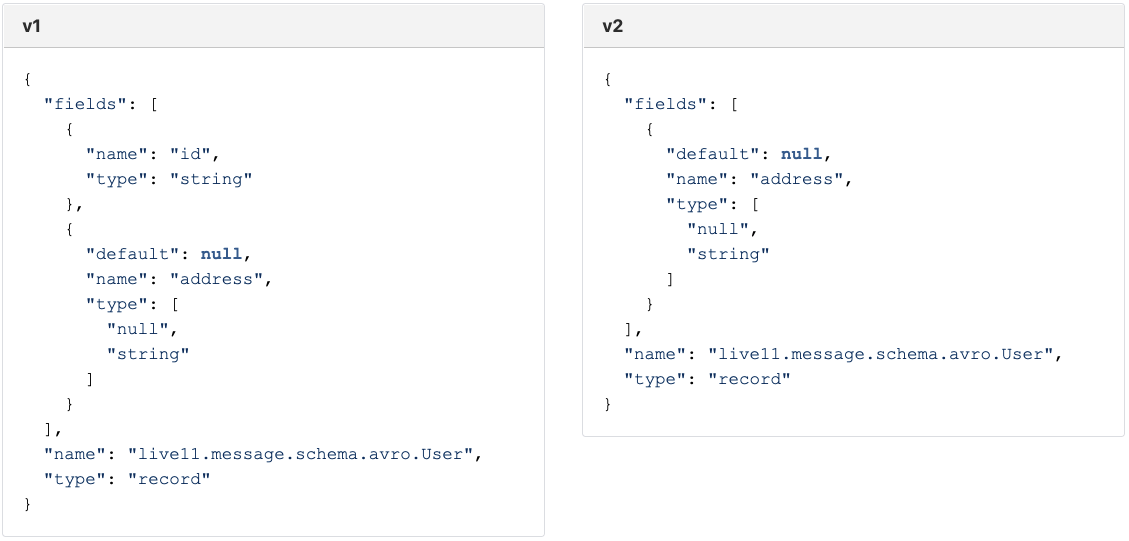 v1
{
  "fields": [
    {
      "name": "id",
      "type": "string"
    },
    {
      "default": null,
      "name": "address",
      "type": [
        "null",
        "string"
      ]
    }
  ],
  "name": "live11.message.schema.avro.User",
  "type": "record"
}
v2
{
  "fields": [
    {
      "default": null,
      "name": "address",
      "type": [
        "null",
        "string"
      ]
    }
  ],
  "name": "live11.message.schema.avro.User",
  "type": "record"
}